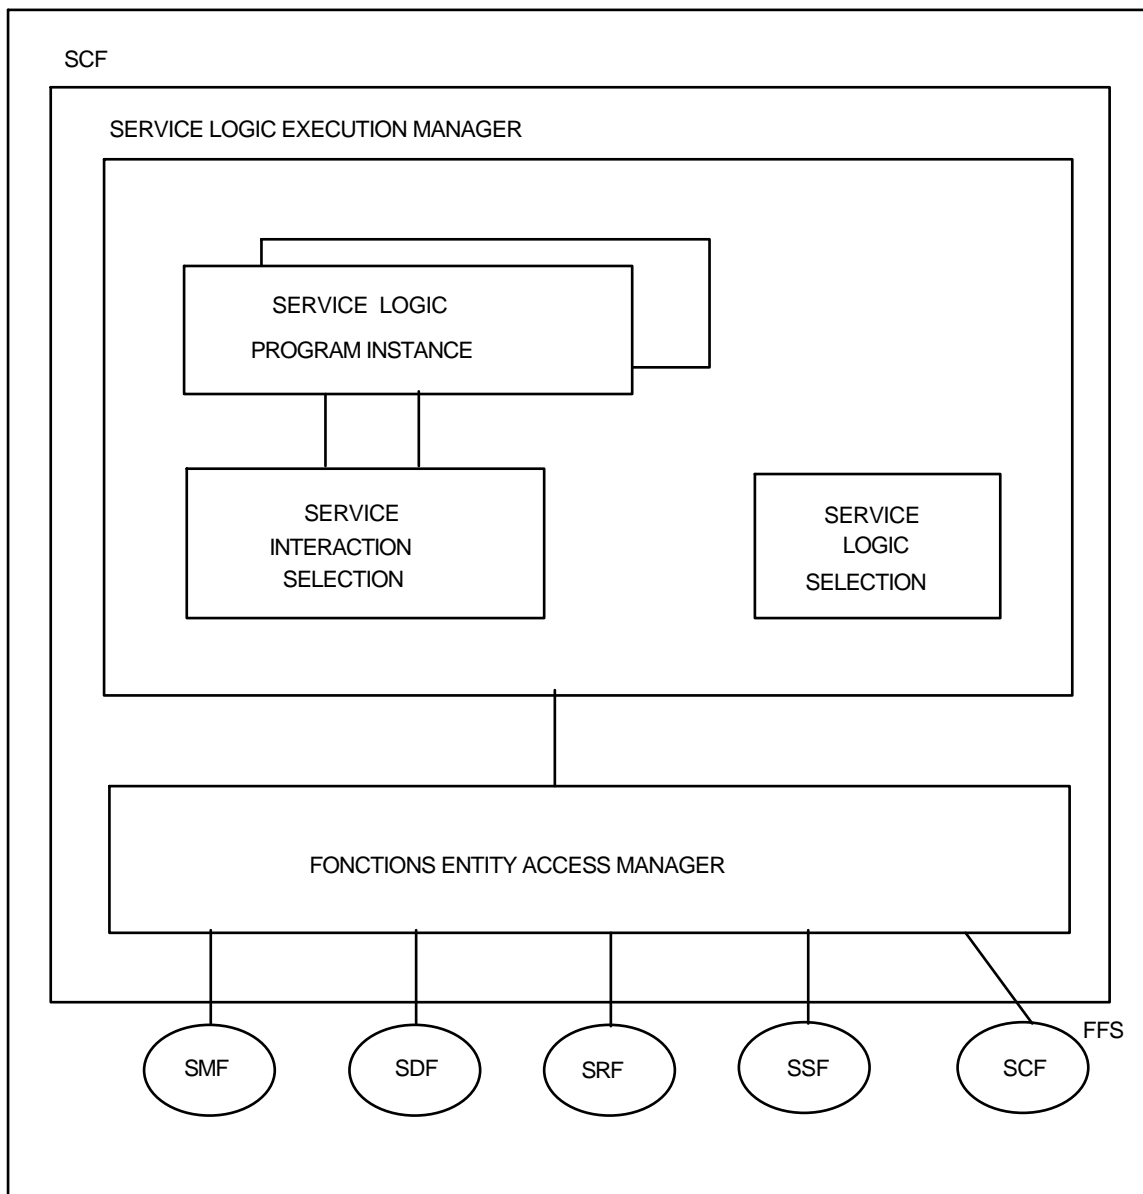 SCF
SERVICE LOGIC EXECUTION MANAGER
SERVICE LOGIC
PROGRAM INSTANCE
SERVICE
INTERACTION
SELECTION
SERVICE
LOGIC
SELECTION
FONCTIONS ENTITY ACCESS MANAGER
FFS
SMF
SDF
SRF
SSF
SCF